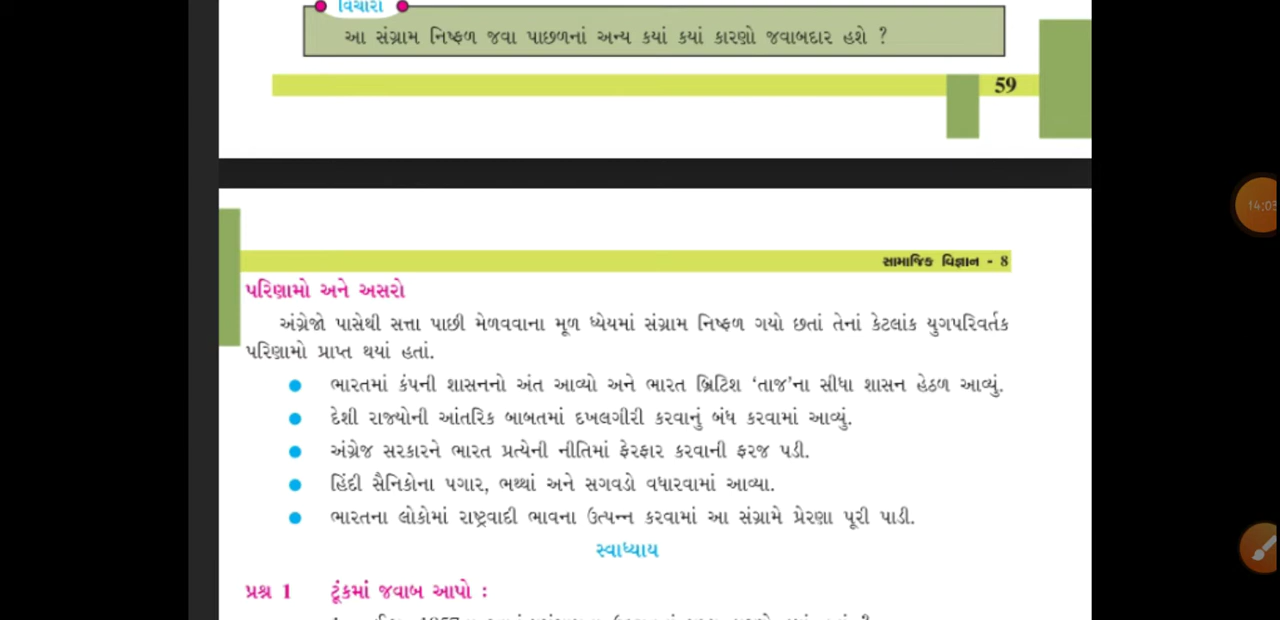 વિચારો
આ સંગ્રામ નિષ્ફળ જવા પાછળનાં અન્ય કયાં કયાં કારણો જવાબદાર હશે ?
59
સામાજિક વિજ્ઞાન - 8
પરિણામો અને અસરો
અંગ્રેજો પાસેથી સત્તા પાછી મેળવવાના મૂળ ધ્યેયમાં સંગ્રામ નિષ્ફળ ગયો છતાં તેનાં કેટલાંક યુગપરિવર્તક
પરિણામો પ્રાપ્ત થયાં હતાં.
● ભારતમાં કંપની શાસનનો અંત આવ્યો અને ભારત બ્રિટિશ ‘તાજ’ના સીધા શાસન હેઠળ આવ્યું.
● દેશી રાજ્યોની આંતરિક બાબતમાં દખલગીરી કરવાનું બંધ કરવામાં આવ્યું.
● અંગ્રેજ સરકારને ભારત પ્રત્યેની નીતિમાં ફેરફાર કરવાની ફરજ પડી.
● હિંદી સૈનિકોના પગાર, ભથ્થાં અને સગવડો વધારવામાં આવ્યા.
● ભારતના લોકોમાં રાષ્ટ્રવાદી ભાવના ઉત્પન્ન કરવામાં આ સંગ્રામે પ્રેરણા પૂરી પાડી.
સ્વાધ્યાય
પ્રશ્ન 1 ટૂંકમાં જવાબ આપો :
14:03